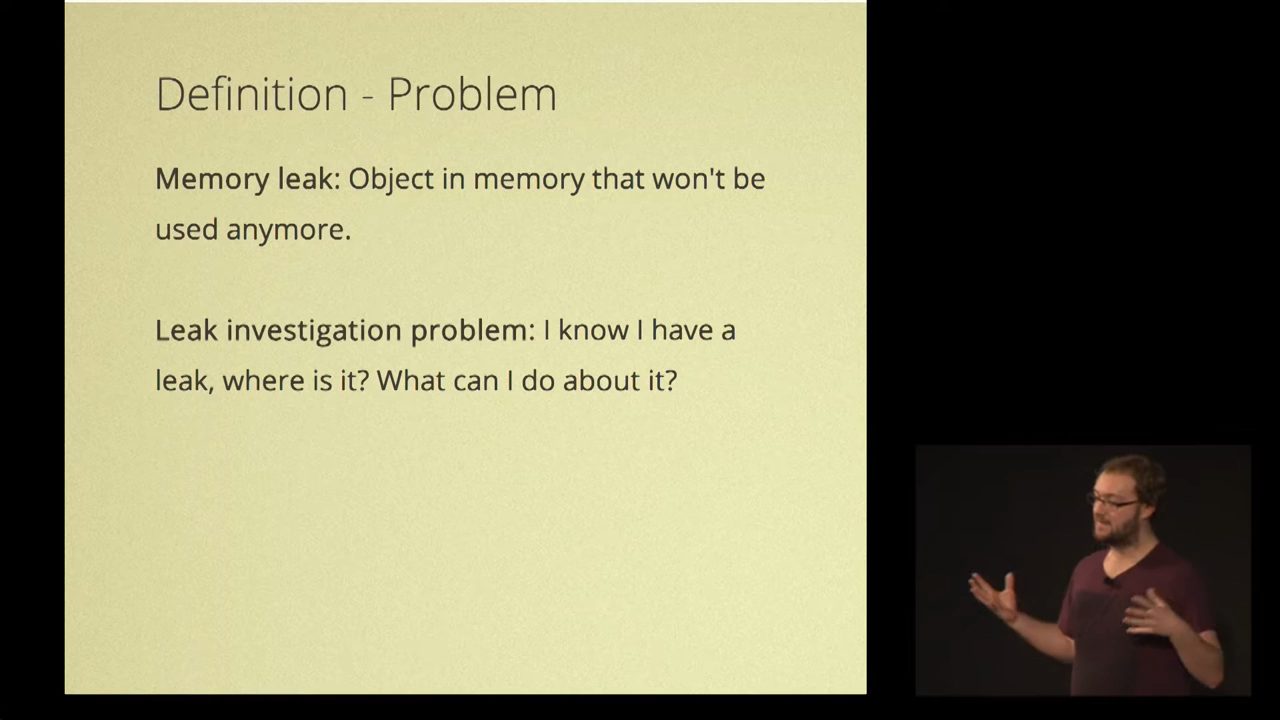 Definition - Problem
Memory leak: Object in memory that won't be
used anymore.
Leak investigation problem: I know I have a
leak, where is it? What can I do about it?